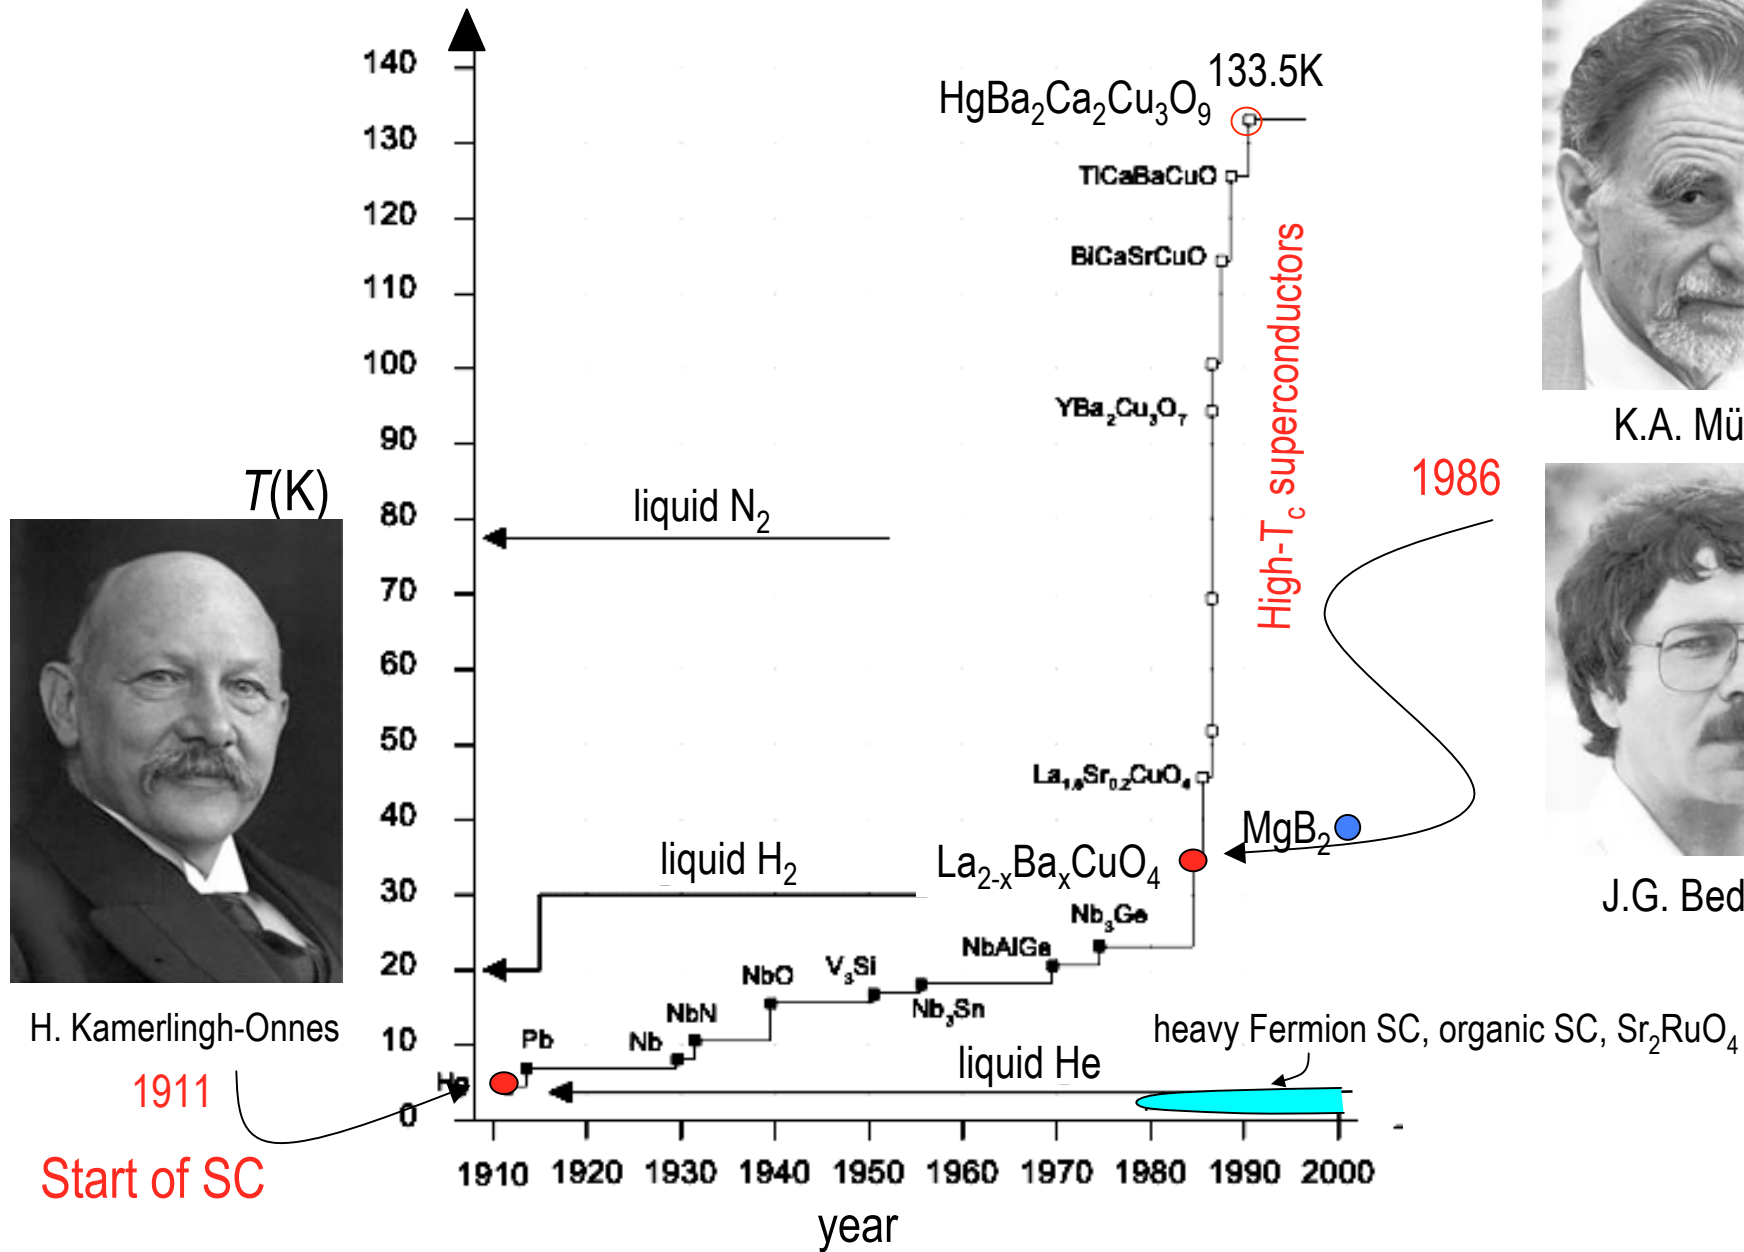 140
130
120
110
100
90
80
70
60
50
40
30
20
10
0
T(K)
133.5K
HgBa₂Ca₂Cu₃O₉
TlCaBaCuO
BiCaSrCuO
YBa₂Cu₃O₇
High-T꜀ superconductors
1986
K.A. Mü
J.G. Bed
liquid N₂
La₁.₈Sr₀.₂CuO₄
MgB₂
liquid H₂
La₂₋ₓBaₓCuO₄
Nb₃Ge
NbAlGe
V₃Si
NbO
Nb₃Sn
NbN
Nb
Pb
Hg
liquid He
heavy Fermion SC, organic SC, Sr₂RuO₄
H. Kamerlingh-Onnes
1911
Start of SC
1910 1920 1930 1940 1950 1960 1970 1980 1990 2000
year